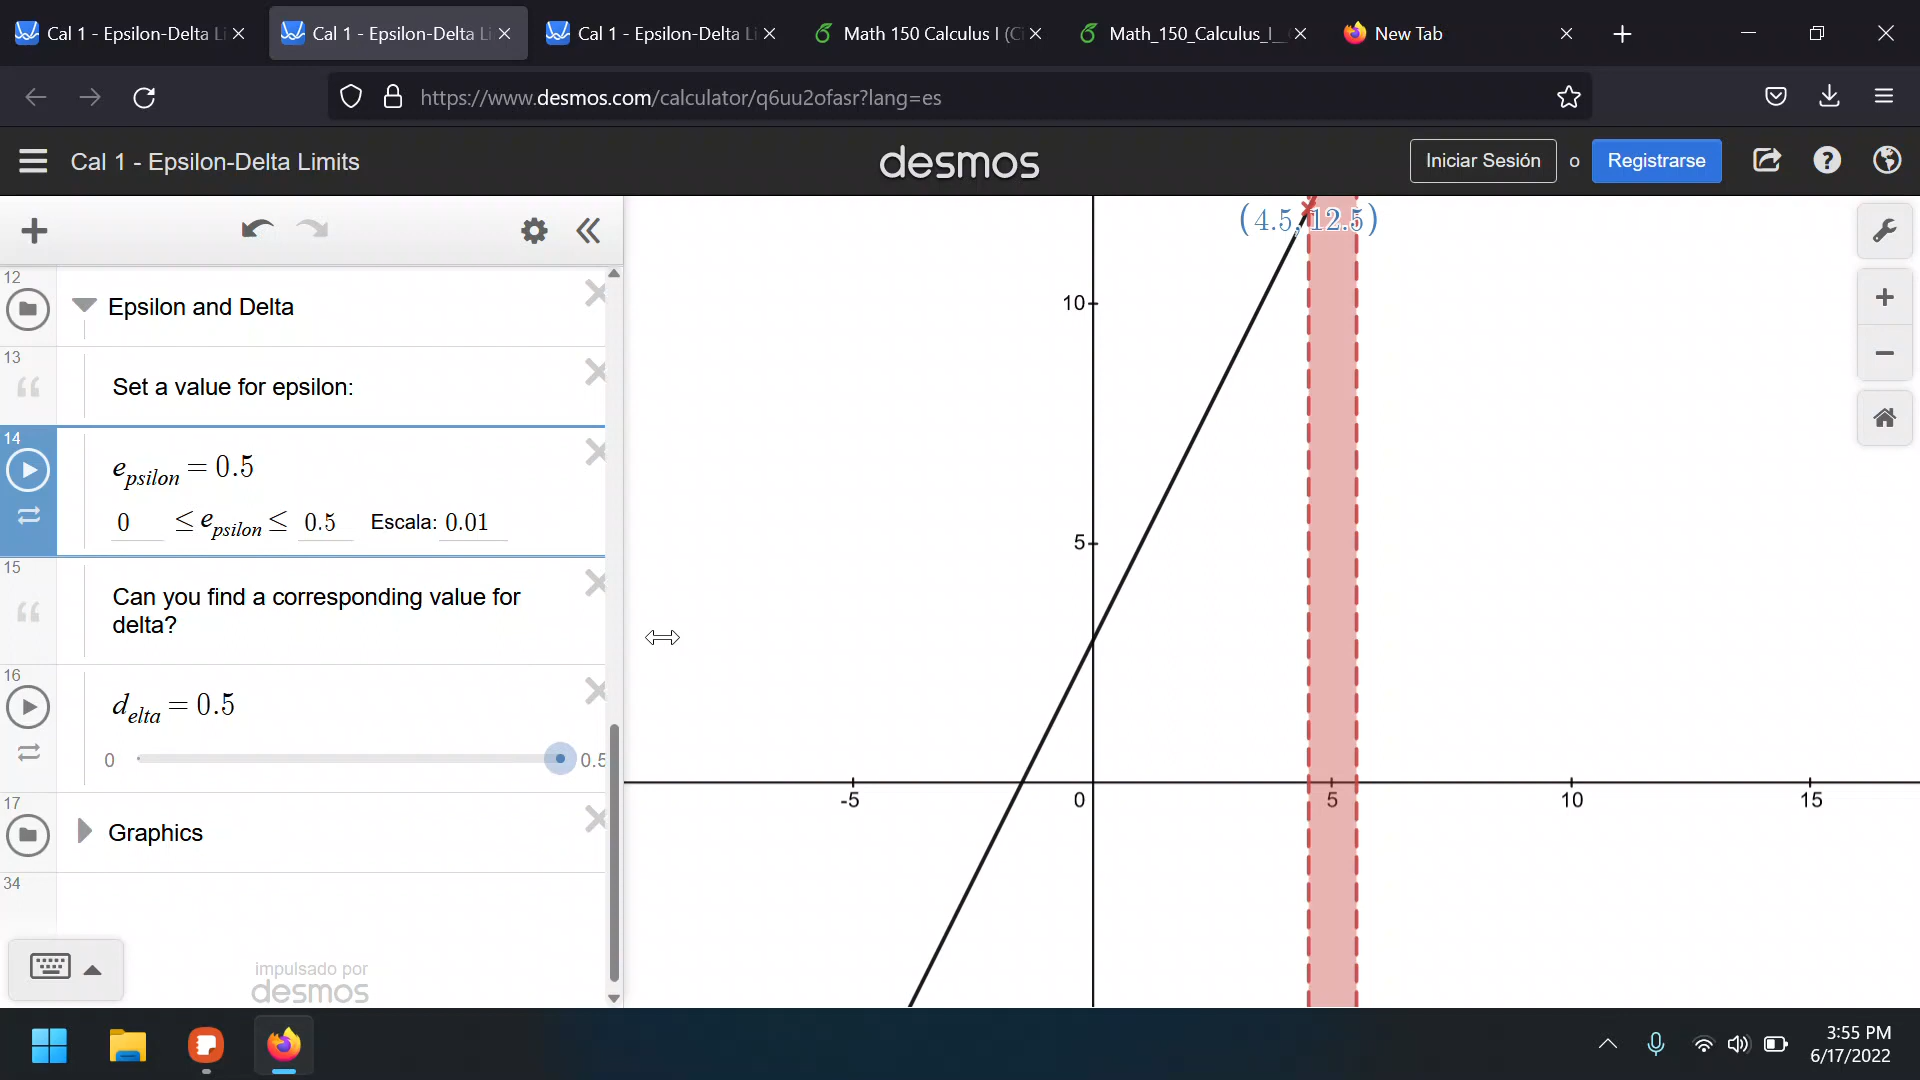 Cal 1 - Epsilon-Delta Li
Cal 1 - Epsilon-Delta Li
Cal 1 - Epsilon-Delta L
Math 150 Calculus I (C
Math_150_Calculus_I_
New Tab
https://www.desmos.com/calculator/q6uu2ofasr?lang=es
Cal 1 - Epsilon-Delta Limits
desmos
Iniciar Sesión
o
Registrarse
12
Epsilon and Delta
13
Set a value for epsilon:
14
e_psilon = 0.5
0 ≤ e_psilon ≤ 0.5 Escala: 0.01
15
Can you find a corresponding value for
delta?
16
d_elta = 0.5
0
0.5
17
Graphics
34
impulsado por
desmos
(4.5, 12.5)
10
5
-5
0
5
10
15
3:55 PM
6/17/2022